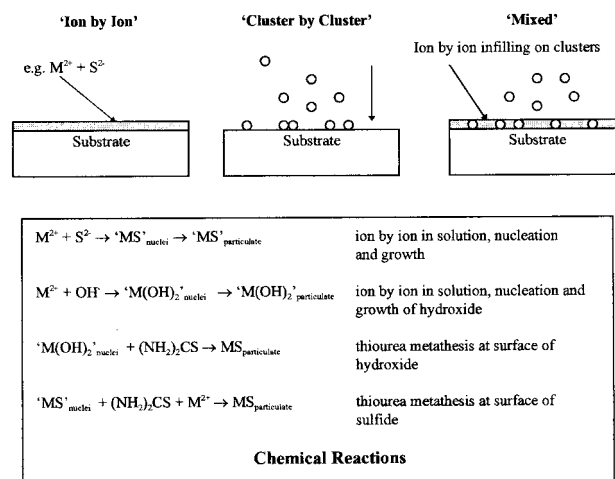 'Ion by Ion'
'Cluster by Cluster'
'Mixed'
e.g. M²⁺ + S²⁻
Ion by ion infilling on clusters
Substrate
Substrate
Substrate
M²⁺ + S²⁻ → 'MS'nuclei → 'MS'particulate
ion by ion in solution, nucleation
and growth
M²⁺ + OH⁻ → 'M(OH)₂'nuclei → 'M(OH)₂'particulate
ion by ion in solution, nucleation and
growth of hydroxide
'M(OH)₂'nuclei + (NH₂)₂CS → MSparticulate
thiourea metathesis at surface of
hydroxide
'MS'nuclei + (NH₂)₂CS + M²⁺ → MSparticulate
thiourea metathesis at surface of
sulfide
Chemical Reactions